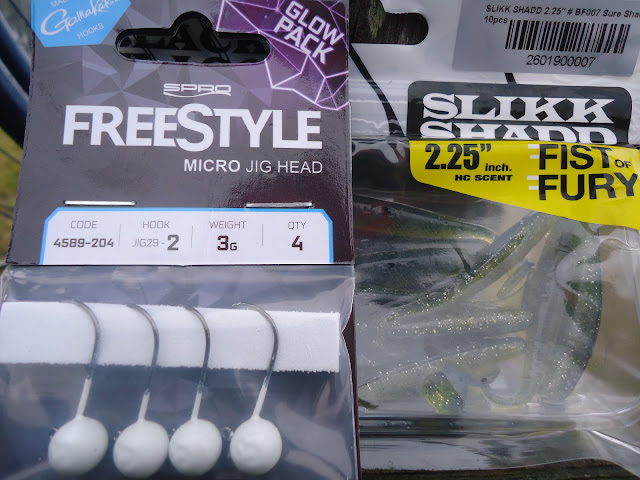 MADE
Gamakatsu
HOOKS
GLOW
PACK
SPRO
FREESTYLE
MICRO JIG HEAD
CODE
4589-204
HOOK
JIG29 - 2
WEIGHT
3G
QTY
4
SLIKK SHADD 2.25" # BF007 Sure Sha
10pcs
2601900007
SLIKK
SHADD
2.25" inch.
HC SCENT
FIST OF
FURY